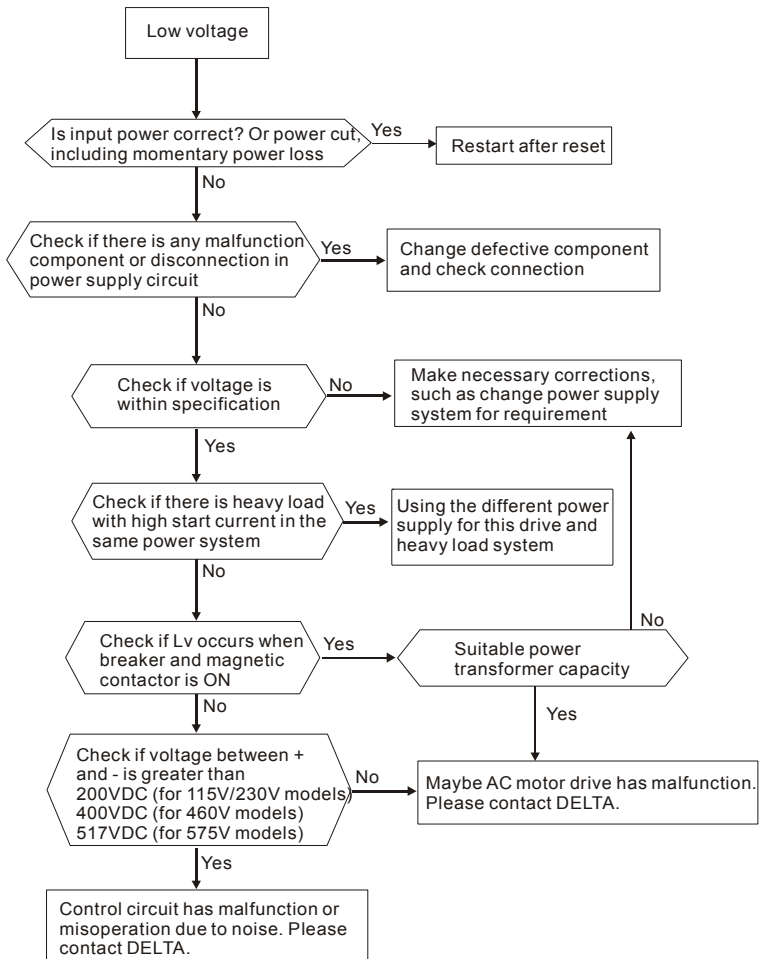 Low voltage
Is input power correct? Or power cut,
including momentary power loss
Yes
Restart after reset
No
Check if there is any malfunction
component or disconnection in
power supply circuit
Yes
Change defective component
and check connection
No
Check if voltage is
within specification
No
Make necessary corrections,
such as change power supply
system for requirement
Yes
Check if there is heavy load
with high start current in the
same power system
Yes
Using the different power
supply for this drive and
heavy load system
No
Check if Lv occurs when
breaker and magnetic
contactor is ON
Yes
Suitable power
transformer capacity
No
No
Yes
Check if voltage between +
and - is greater than
200VDC (for 115V/230V models)
400VDC (for 460V models)
517VDC (for 575V models)
No
Maybe AC motor drive has malfunction.
Please contact DELTA.
Yes
Control circuit has malfunction or
misoperation due to noise. Please
contact DELTA.